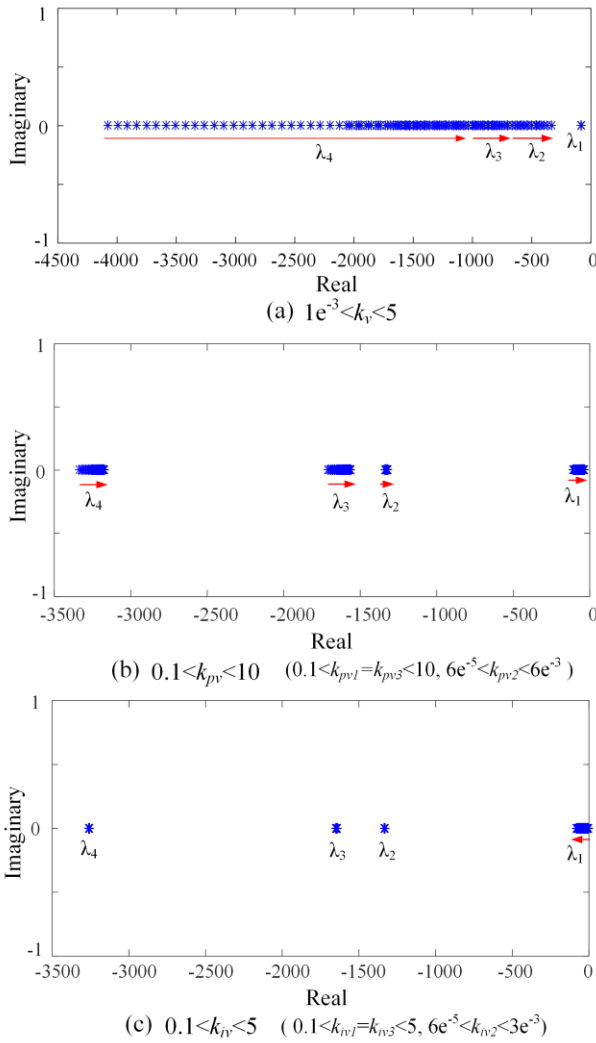 1
Imaginary
0
λ4
λ3
λ2
λ1
-1
-4500 -4000 -3500 -3000 -2500 -2000 -1500 -1000 -500 0
Real
(a) 1e⁻³<kᵥ<5
1
Imaginary
0
λ4
λ3
λ2
λ1
-1
-3500 -3000 -2500 -2000 -1500 -1000 -500 0
Real
(b) 0.1<kpv<10 (0.1<kpv1=kpv3<10, 6e⁻⁵<kpv2<6e⁻³ )
1
Imaginary
0
λ4
λ3
λ2
λ1
-1
-3500 -3000 -2500 -2000 -1500 -1000 -500 0
Real
(c) 0.1<kiv<5 ( 0.1<kiv1=kiv3<5, 6e⁻⁵<kiv2<3e⁻³)